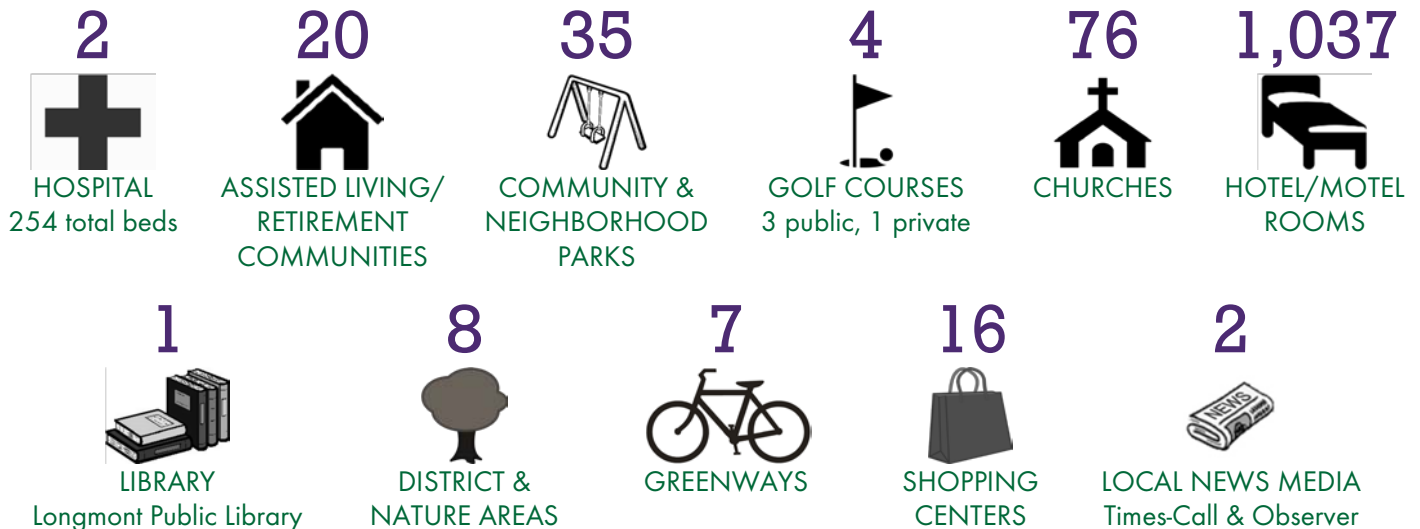 2
20
35
4
76
1,037
HOSPITAL
254 total beds
ASSISTED LIVING/
RETIREMENT
COMMUNITIES
COMMUNITY &
NEIGHBORHOOD
PARKS
GOLF COURSES
3 public, 1 private
CHURCHES
HOTEL/MOTEL
ROOMS
1
8
7
16
2
NEWS
LIBRARY
Longmont Public Library
DISTRICT &
NATURE AREAS
GREENWAYS
SHOPPING
CENTERS
LOCAL NEWS MEDIA
Times-Call & Observer